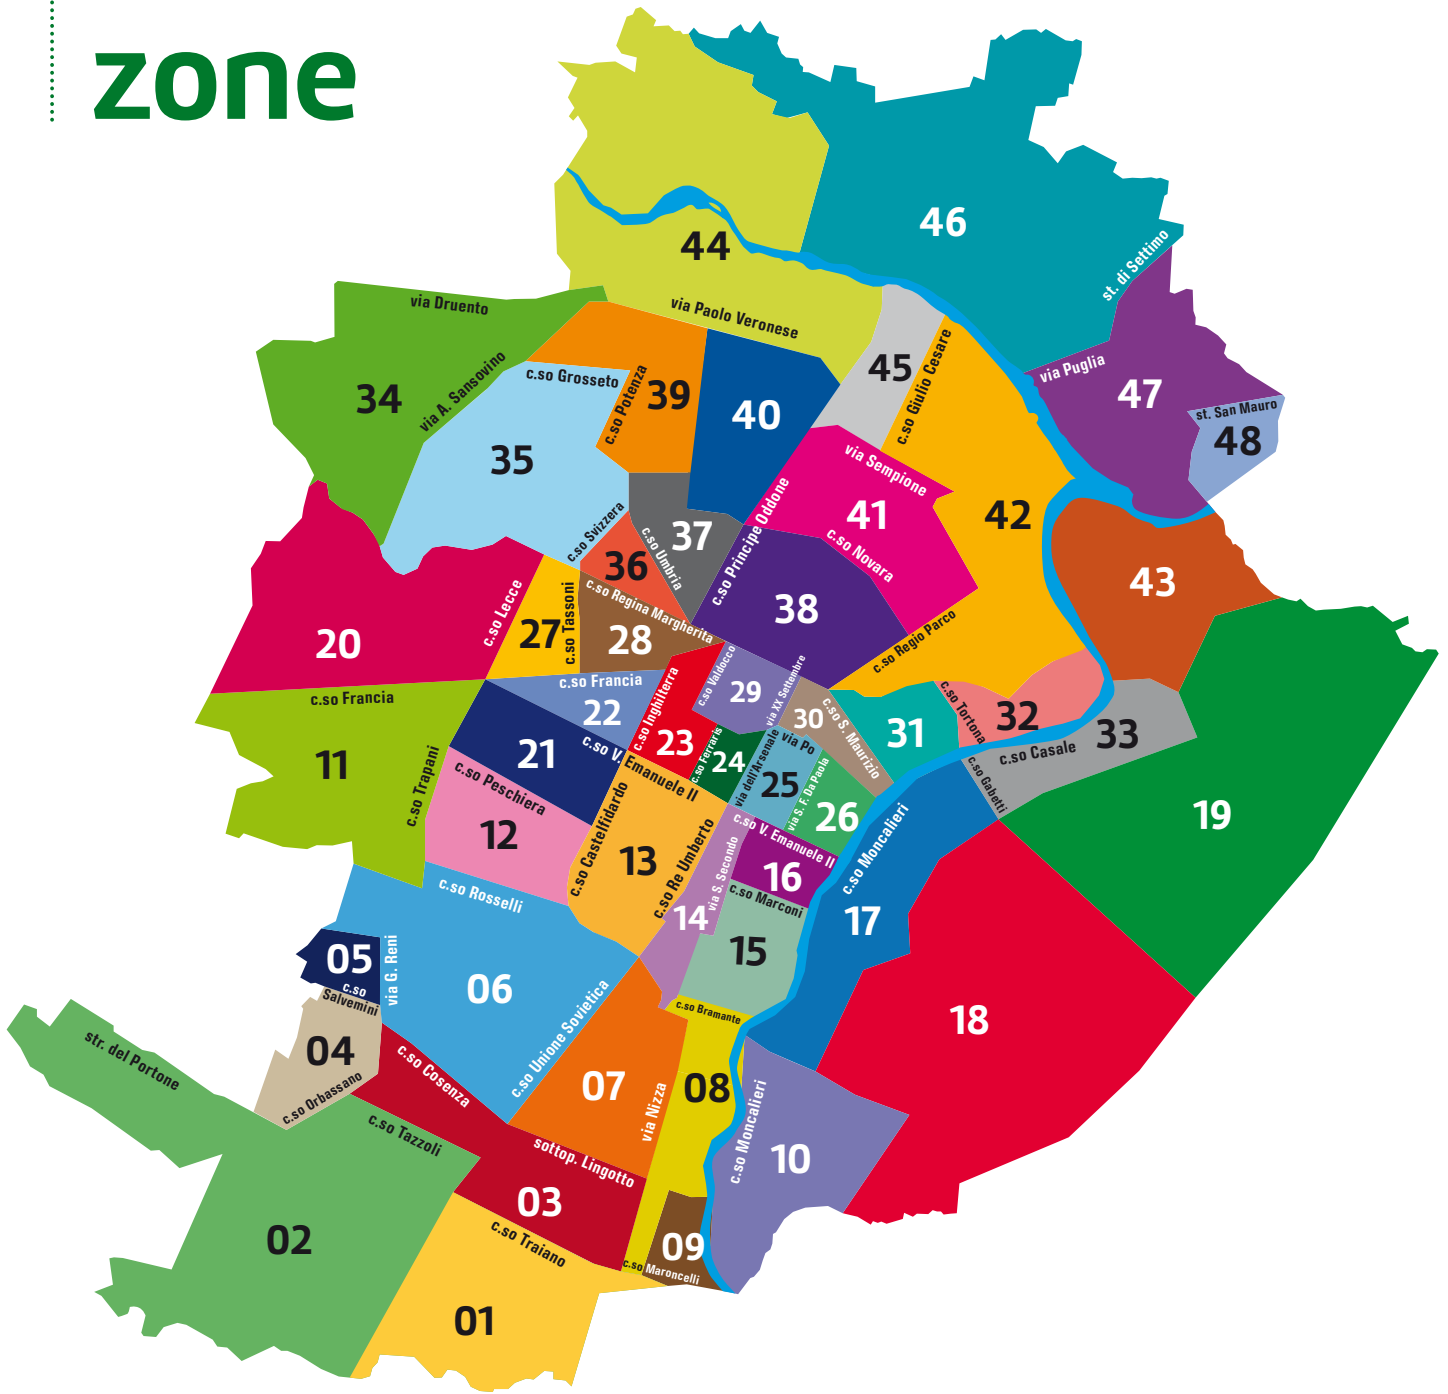 zone
46
44
st. di Settimo
via Druento
via Paolo Veronese
via Puglia
45
c.so Giulio Cesare
47
34
via A. Sansovino
c.so Grosseto
c.so Potenza
39
40
st. San Mauro
48
35
via Sempione
41
42
c.so Svizzera
36
c.so Umbria
37
c.so Principe Oddone
c.so Novara
43
38
20
c.so Lecce
27
c.so Tassoni
c.so Regina Margherita
28
c.so Regio Parco
c.so Francia
c.so Francia
22
c.so Inghilterra
23
c.so Valdocco
29
via XX Settembre
30
c.so S. Maurizio
31
c.so Tortona
32
c.so Casale
33
c.so Gabetti
19
11
c.so Trapani
21
c.so V.
Emanuele II
c.so Ferraris
24
via dell'Arsenale
via Po
25
via S. F. Da Paola
26
c.so Peschiera
12
c.so Castelfidardo
13
c.so Re Umberto
c.so V. Emanuele II
via S. Secondo
16
c.so Marconi
14
15
c.so Moncalieri
17
c.so Rosselli
05
c.so
Salvemini
via G. Reni
06
c.so Unione Sovietica
c.so Bramante
18
str. del Portone
04
c.so Orbassano
c.so Cosenza
07
via Nizza
08
c.so Moncalieri
10
c.so Tazzoli
sottop. Lingotto
03
02
c.so Traiano
09
c.so Maroncelli
01